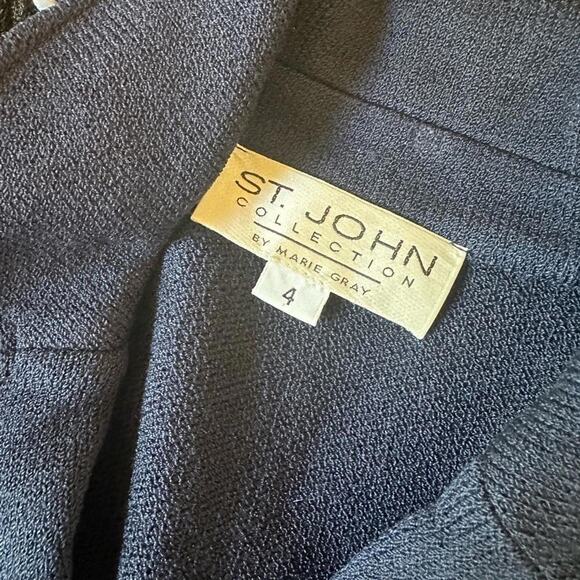 ST. JOHN
COLLECTION
BY MARIE GRAY
4